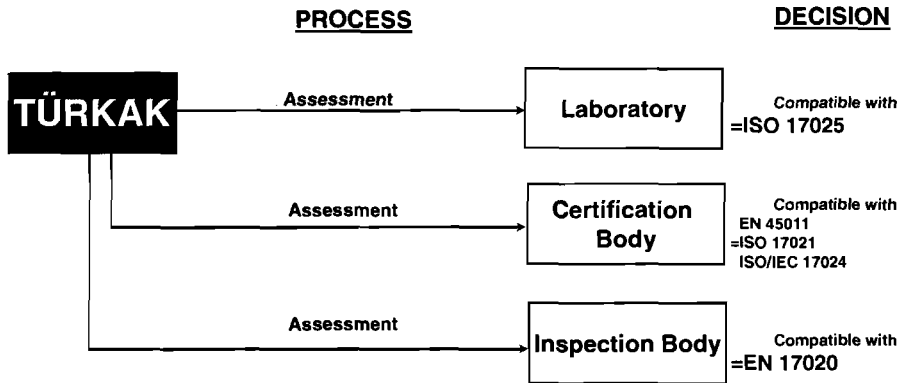 PROCESS
DECISION
TÜRKAK
Assessment
Laboratory
Compatible with
=ISO 17025
Assessment
Certification
Body
Compatible with
EN 45011
=ISO 17021
ISO/IEC 17024
Assessment
Inspection Body
Compatible with
=EN 17020